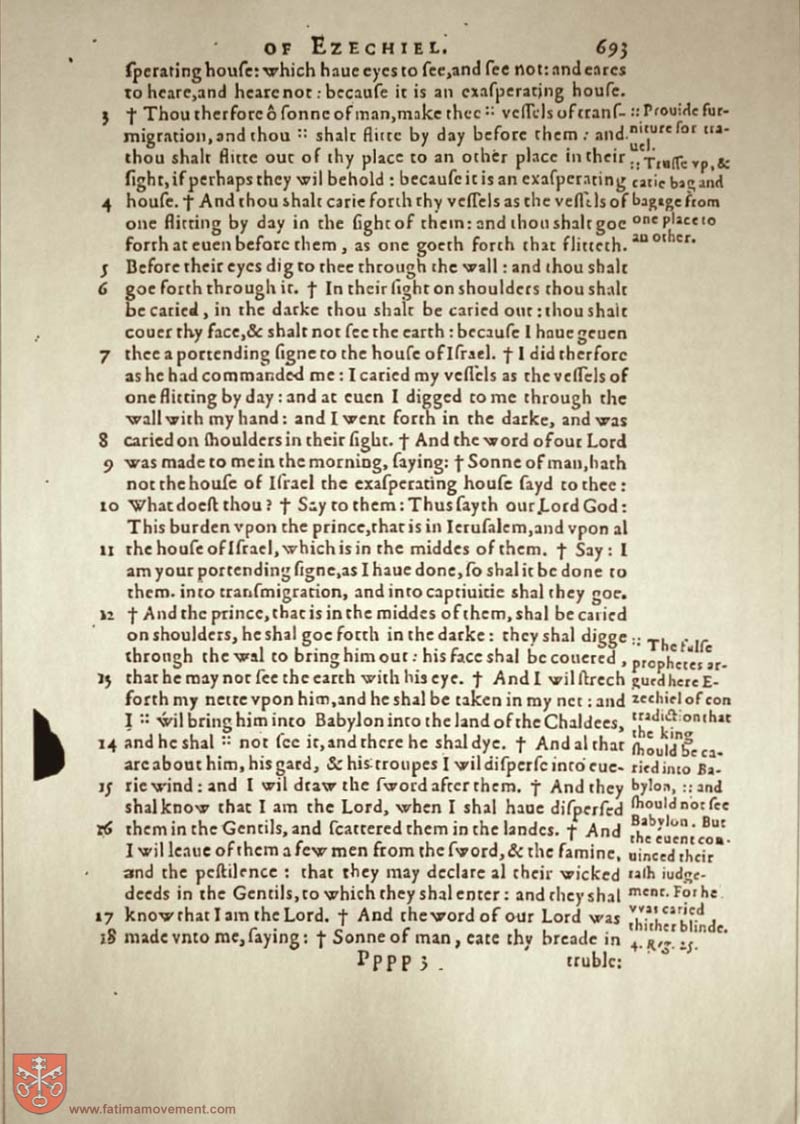 OF EZECHIEL. 693
ſperating houſe: which haue eyes to ſee,and ſee not: and eares
to heare,and heare not: becauſe it is an exaſperating houſe.
3 † Thou therfore ô ſonne of man,make thee :: veſſels of tranſ-
migration, and thou :: shalt flitte by day before them: and
thou shalt flitte out of thy place to an other place in their
ſight, if perhaps they wil behold: becauſe it is an exaſperating
4 houſe. † And thou shalt carie forth thy veſſels as the veſſels of
one flitting by day in the ſight of them: and thou shalt goe
forth at euen before them, as one goeth forth that flitteth.
5 Before their eyes dig to thee through the wall: and thou shalt
6 goe forth through it. † In their ſight on shoulders thou shalt
be caried, in the darke thou shalt be caried out: thou shalt
couer thy face,& shalt not ſee the earth: becauſe I haue geuen
7 thee a portending ſigne to the houſe of Iſrael. † I did therfore
as he had commanded me: I caried my veſſels as the veſſels of
one flitting by day: and at euen I digged to me through the
wall with my hand: and I went forth in the darke, and was
8 caried on shoulders in their ſight. † And the word of our Lord
9 was made to me in the morning, ſaying: † Sonne of man, hath
not the houſe of Iſrael the exaſperating houſe ſayd to thee:
10 What doeſt thou? † Say to them: Thus ſayth our Lord God:
This burden vpon the prince,that is in Ieruſalem,and vpon al
11 the houſe of Iſrael, which is in the middes of them. † Say: I
am your portending ſigne,as I haue done, ſo shal it be done to
them. into tranſmigration, and into captiuitie shal they goe.
12 † And the prince, that is in the middes of them, shal be caried
on shoulders, he shal goe forth in the darke: they shal digge
through the wal to bring him out: his face shal be couered,
13 that he may not ſee the earth with his eye. † And I wil ſtrech
forth my nette vpon him,and he shal be taken in my net: and
I :: wil bring him into Babylon into the land of the Chaldees,
14 and he shal :: not ſee it, and there he shal dye. † And al that
are about him, his gard, & his troupes I wil diſperſe into eue-
15 rie wind: and I wil draw the ſword after them. † And they
shal know that I am the Lord, when I shal haue diſperſed
16 them in the Gentils, and ſcattered them in the landes. † And
I wil leaue of them a few men from the ſword,& the famine,
and the peſtilence: that they may declare al their wicked
deeds in the Gentils, to which they shal enter: and they shal
17 know that I am the Lord. † And the word of our Lord was
18 made vnto me, ſaying: † Sonne of man, eate thy breade in
Pppp 3 truble:
:: Prouide fur-
niture for tra-
uel.
:: Truſſe vp, &
carie bag and
bagage from
one place to
an other.
:: The falſe
prophetes ar-
gued here E-
zechiel of con
tradiction that
the king
ſhould be ca-
ried into Ba-
bylon, :: and
ſhould not ſee
Babylon. But
the euent con-
uinced their
raſh iudge-
ment. For he
vvas caried
thither blinde.
4. Reg. 25.
www.fatimamovement.com